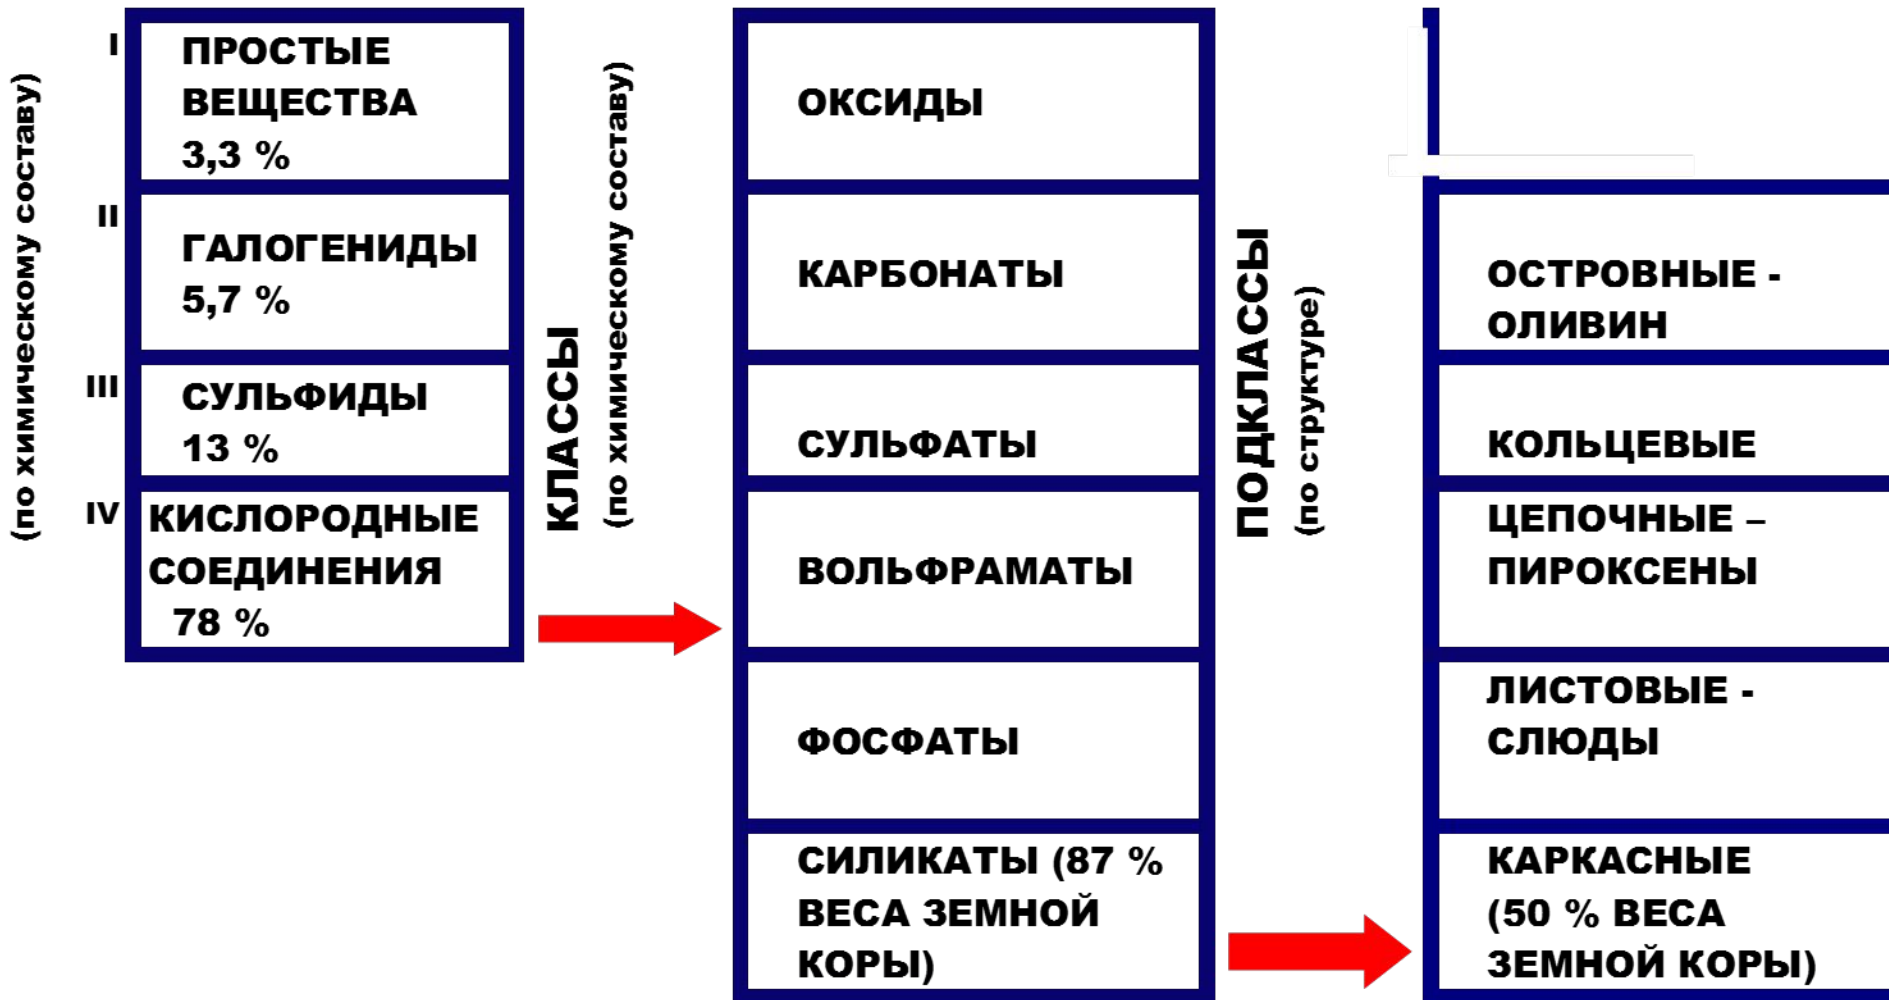 (по химическому составу)
I
ПРОСТЫЕ
ВЕЩЕСТВА
3,3 %
II
ГАЛОГЕНИДЫ
5,7 %
III
СУЛЬФИДЫ
13 %
IV
КИСЛОРОДНЫЕ
СОЕДИНЕНИЯ
78 %
КЛАССЫ
(по химическому составу)
ОКСИДЫ
КАРБОНАТЫ
СУЛЬФАТЫ
ВОЛЬФРАМАТЫ
ФОСФАТЫ
СИЛИКАТЫ (87 %
ВЕСА ЗЕМНОЙ
КОРЫ)
ПОДКЛАССЫ
(по структуре)
ОСТРОВНЫЕ -
ОЛИВИН
КОЛЬЦЕВЫЕ
ЦЕПОЧНЫЕ –
ПИРОКСЕНЫ
ЛИСТОВЫЕ -
СЛЮДЫ
КАРКАСНЫЕ
(50 % ВЕСА
ЗЕМНОЙ КОРЫ)